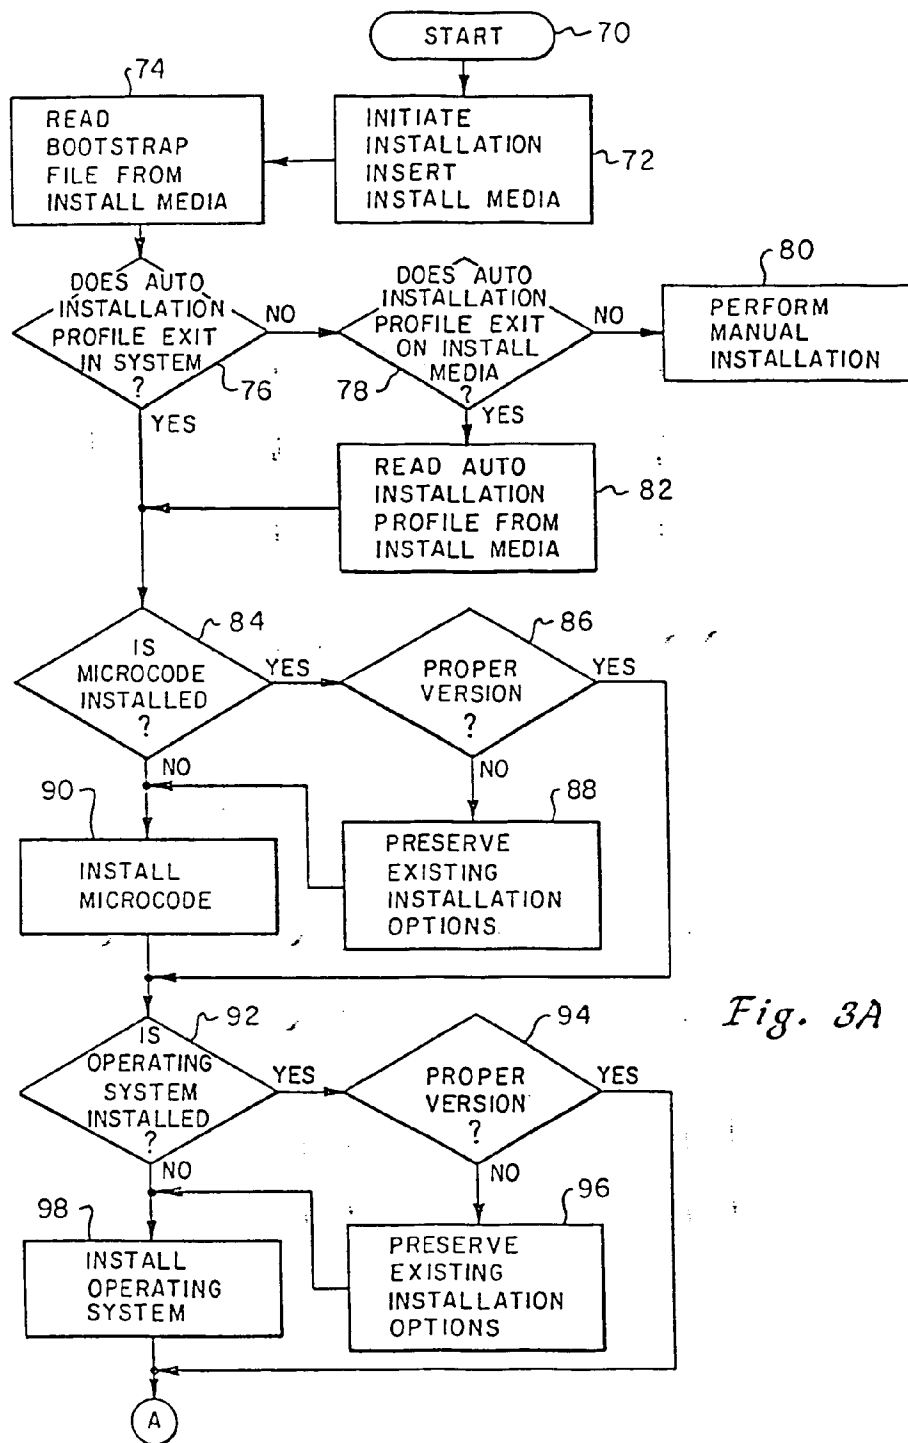 START
70
74
READ
BOOTSTRAP
FILE FROM
INSTALL MEDIA
INITIATE
INSTALLATION
INSERT
INSTALL MEDIA
72
DOES AUTO
INSTALLATION
PROFILE EXIT
IN SYSTEM
?
76
NO
YES
DOES AUTO
INSTALLATION
PROFILE EXIT
ON INSTALL
MEDIA
?
78
NO
YES
80
PERFORM
MANUAL
INSTALLATION
READ AUTO
INSTALLATION
PROFILE FROM
INSTALL MEDIA
82
IS
MICROCODE
INSTALLED
?
84
YES
NO
PROPER
VERSION
?
86
YES
NO
90
INSTALL
MICROCODE
88
PRESERVE
EXISTING
INSTALLATION
OPTIONS.
IS
OPERATING
SYSTEM
INSTALLED
?
92
YES
NO
PROPER
VERSION
?
94
YES
NO
Fig. 3A
98
INSTALL
OPERATING
SYSTEM
96
PRESERVE
EXISTING
INSTALLATION
OPTIONS
A